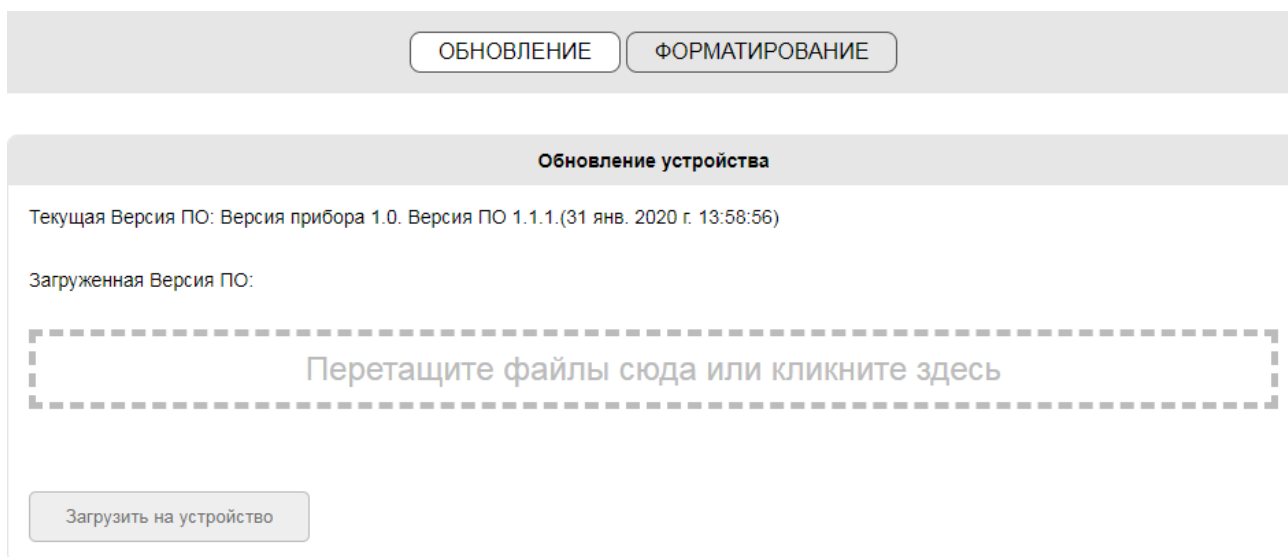 ОБНОВЛЕНИЕ ФОРМАТИРОВАНИЕ
Обновление устройства
Текущая Версия ПО: Версия прибора 1.0. Версия ПО 1.1.1.(31 янв. 2020 г. 13:58:56)
Загруженная Версия ПО:
Перетащите файлы сюда или кликните здесь
Загрузить на устройство